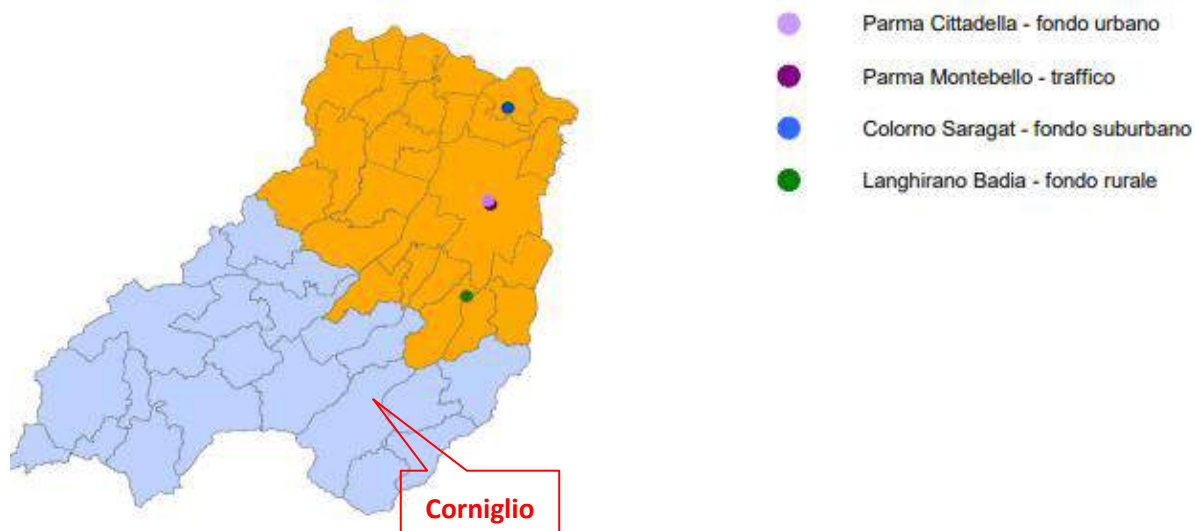 Parma Cittadella - fondo urbano
Parma Montebello - traffico
Colorno Saragat - fondo suburbano
Langhirano Badia - fondo rurale
Corniglio